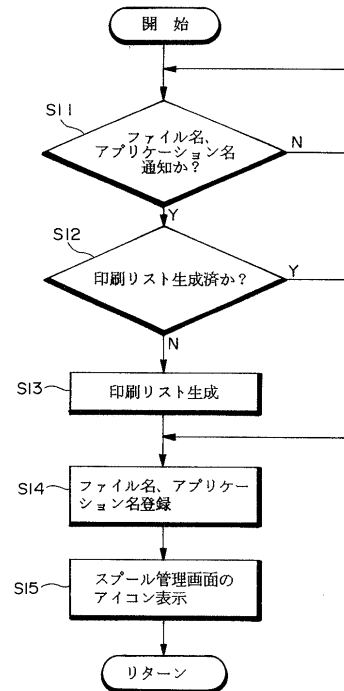 開始
S11
ファイル名、
アプリケーション名
通知か？
N
Y
S12
印刷リスト生成済か？
Y
N
S13
印刷リスト生成
S14
ファイル名、アプリケー
ション名登録
S15
スプール管理画面の
アイコン表示
リターン